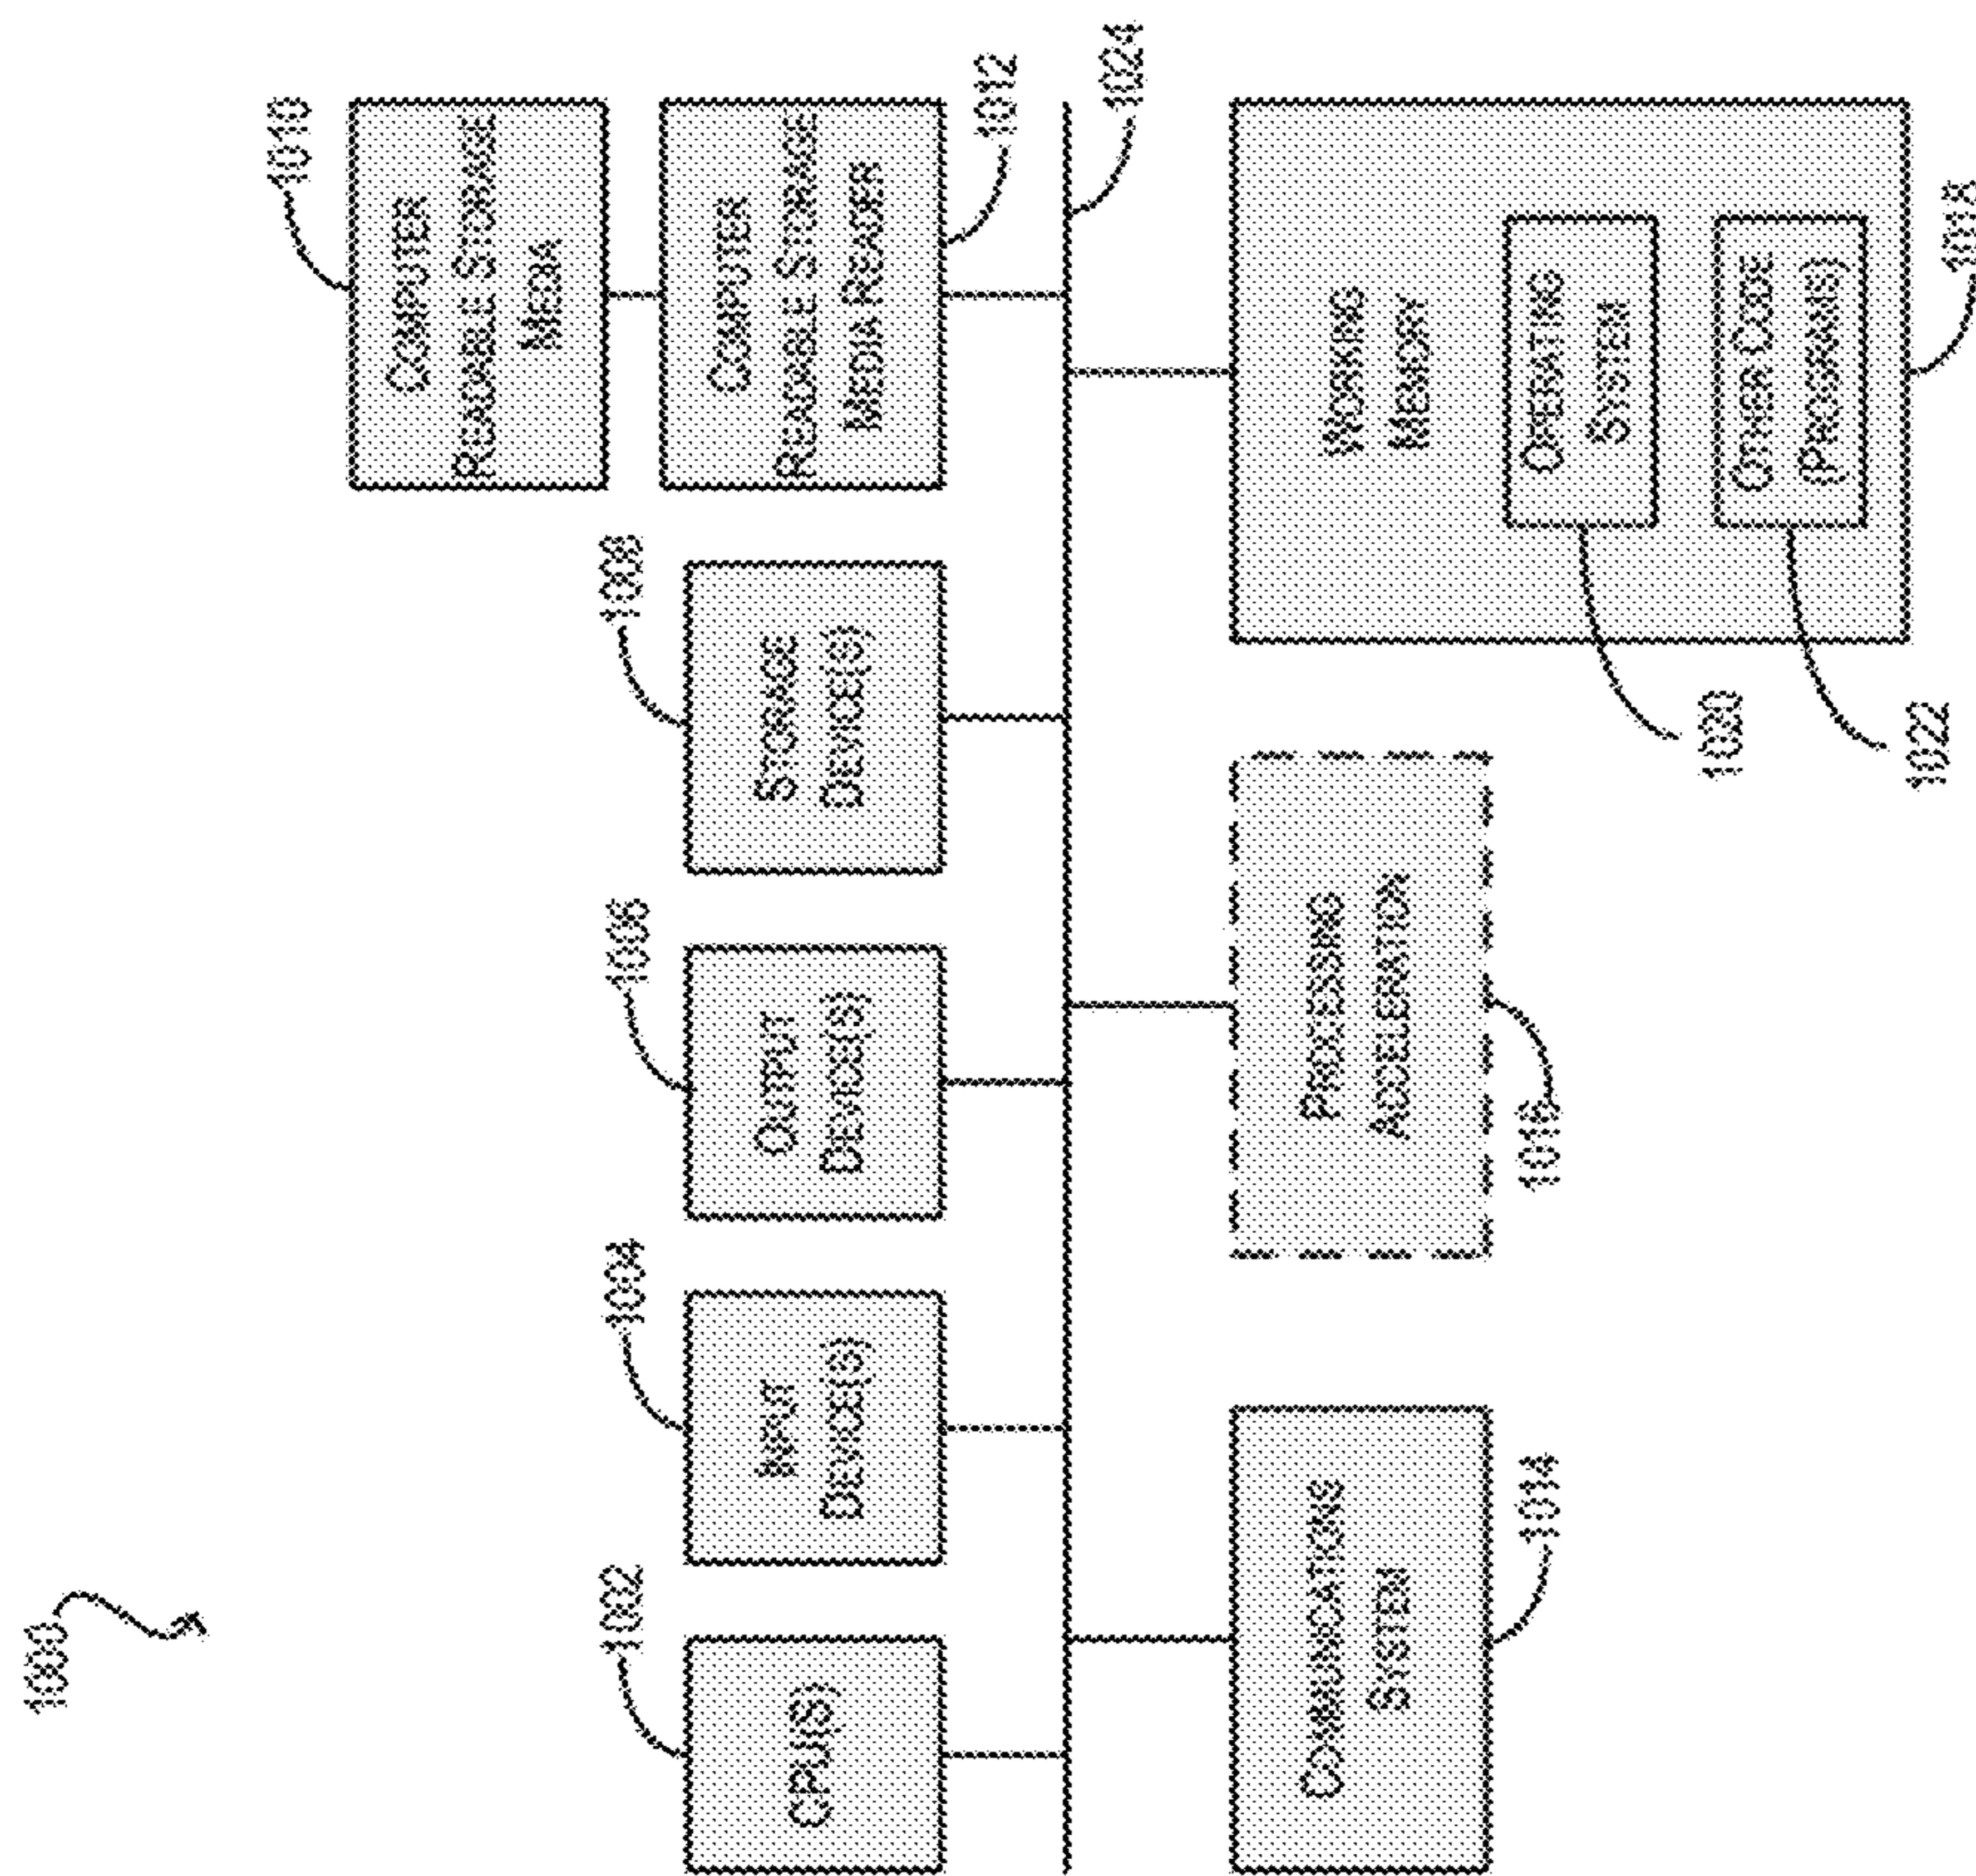 1000
1010
COMPUTER
READABLE STORAGE
MEDIA
1002
1004
1006
1008
CPU(S)
INPUT
DEVICE(S)
OUTPUT
DEVICE(S)
STORAGE
DEVICE(S)
COMPUTER
READABLE STORAGE
MEDIA READER
1012
1024
COMMUNICATIONS
SYSTEM
1014
PROCESSING
ACCELERATION
1016
WORKING
MEMORY
OPERATING
SYSTEM
1020
OTHER CODE
(PROGRAMS)
1022
1018